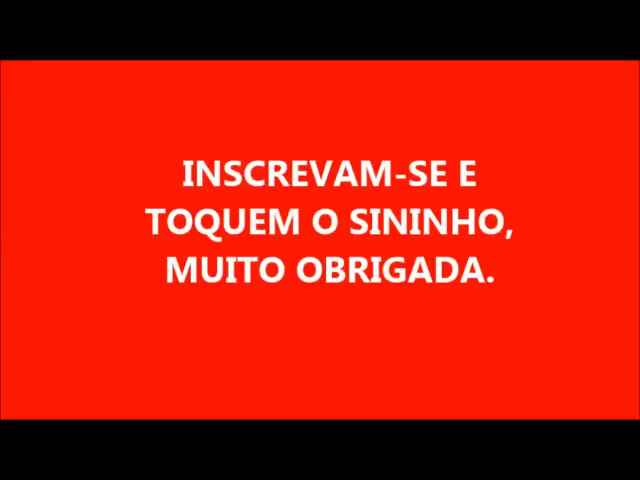 INSCREVAM-SE E
TOQUEM O SININHO,
MUITO OBRIGADA.